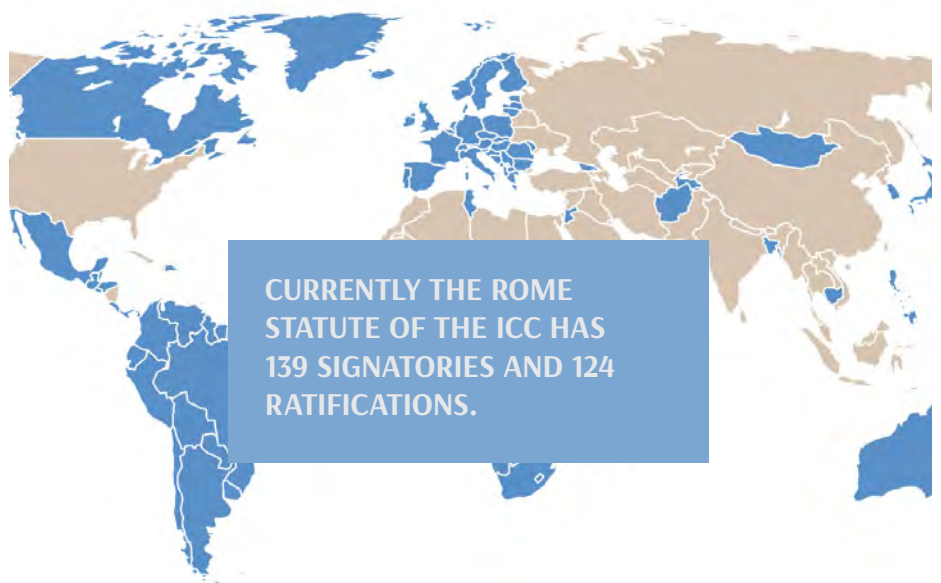 CURRENTLY THE ROME
STATUTE OF THE ICC HAS
139 SIGNATORIES AND 124
RATIFICATIONS.